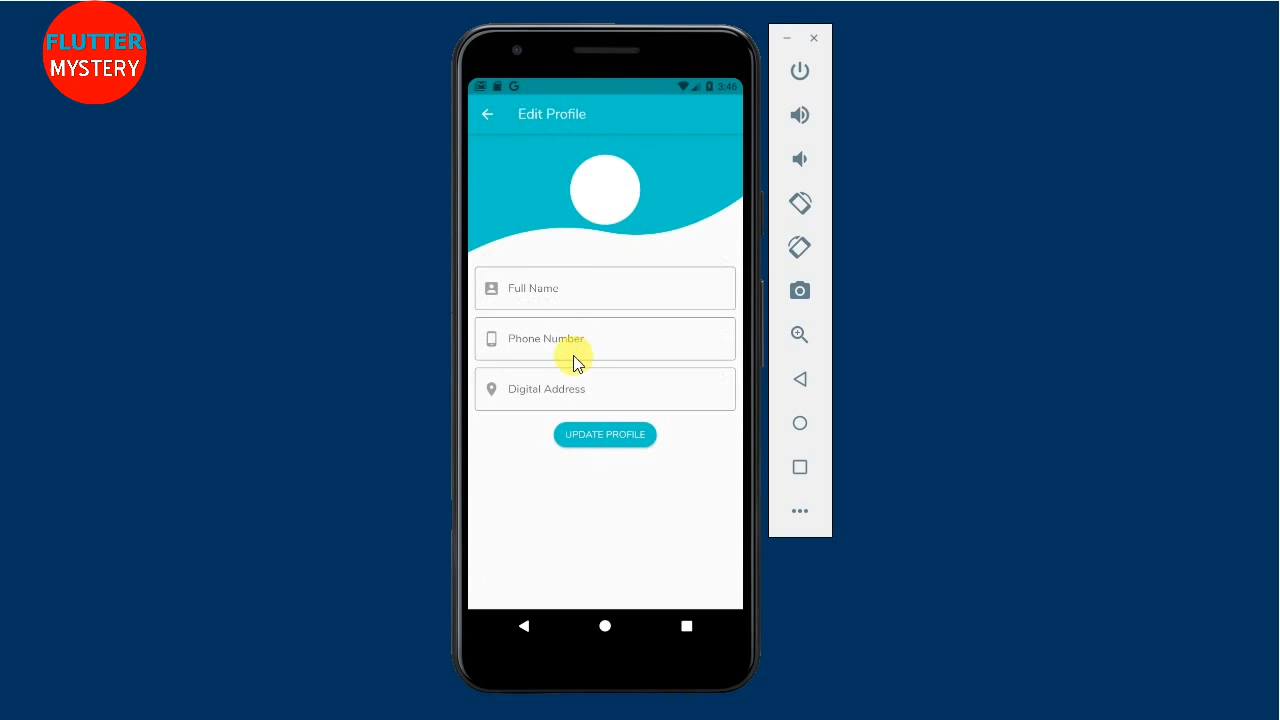 FLUTTER
MYSTERY
G
3:46
Edit Profile
Full Name
Phone Number
Digital Address
UPDATE PROFILE